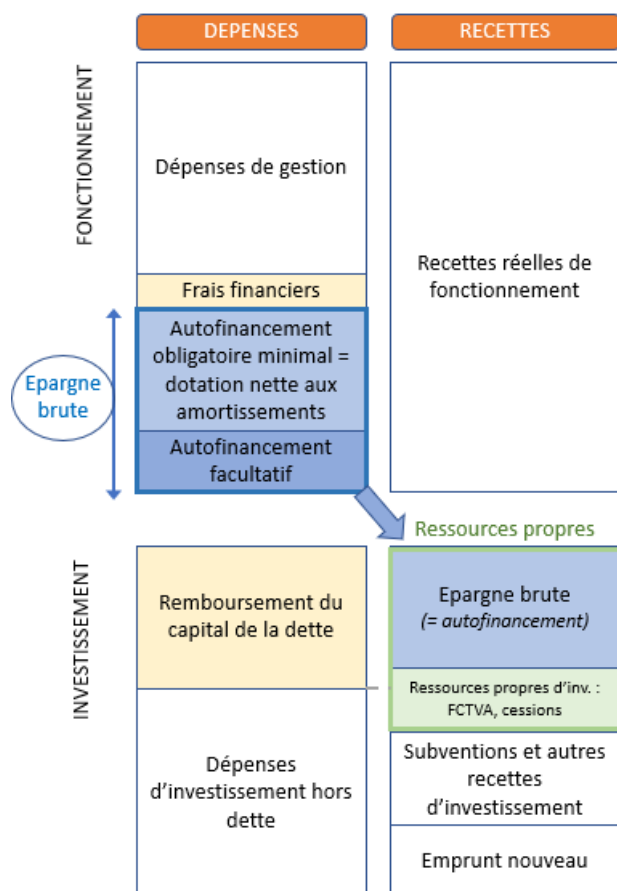 DEPENSES
RECETTES
FONCTIONNEMENT
Dépenses de gestion
Frais financiers
Epargne
brute
Autofinancement
obligatoire minimal =
dotation nette aux
amortissements
Autofinancement
facultatif
Recettes réelles de
fonctionnement
Ressources propres
INVESTISSEMENT
Remboursement du
capital de la dette
Dépenses
d’investissement hors
dette
Epargne brute
(= autofinancement)
Ressources propres d’inv. :
FCTVA, cessions
Subventions et autres
recettes
d’investissement
Emprunt nouveau